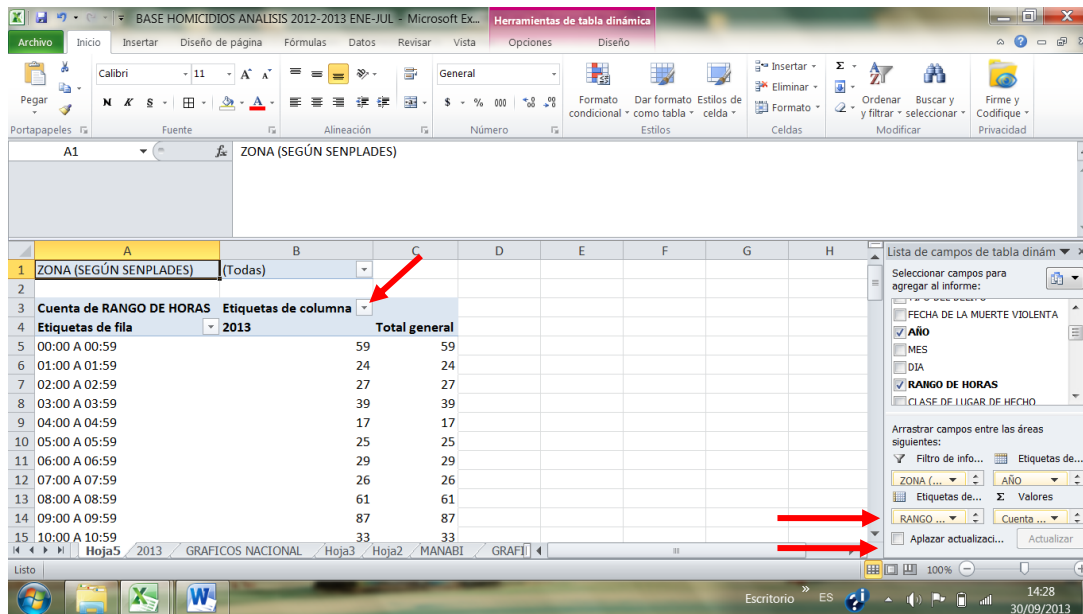 BASE HOMICIDIOS ANALISIS 2012-2013 ENE-JUL - Microsoft Ex... Herramientas de tabla dinámica
Archivo Inicio Insertar Diseño de página Fórmulas Datos Revisar Vista Opciones Diseño
Pegar
Calibri 11
N K S
General
$ % 000
Formato condicional
Dar formato como tabla
Estilos de celda
Insertar
Eliminar
Formato
Ordenar y filtrar
Buscar y seleccionar
Firme y Codifique
Portapapeles Fuente Alineación Número Estilos Celdas Modificar Privacidad
A1 fx ZONA (SEGÚN SENPLADES)
A B C D E F G H
1 ZONA (SEGÚN SENPLADES) (Todas)
2
3 Cuenta de RANGO DE HORAS Etiquetas de columna
4 Etiquetas de fila 2013 Total general
5 00:00 A 00:59 59 59
6 01:00 A 01:59 24 24
7 02:00 A 02:59 27 27
8 03:00 A 03:59 39 39
9 04:00 A 04:59 17 17
10 05:00 A 05:59 25 25
11 06:00 A 06:59 29 29
12 07:00 A 07:59 26 26
13 08:00 A 08:59 61 61
14 09:00 A 09:59 87 87
15 10:00 A 10:59 33 33
Lista de campos de tabla dinám
Seleccionar campos para
agregar al informe:
FECHA DE LA MUERTE VIOLENTA
AÑO
MES
DIA
RANGO DE HORAS
CLASE DE LUGAR DE HECHO
Arrastrar campos entre las áreas
siguientes:
Filtro de info... Etiquetas de...
ZONA (... AÑO
Etiquetas de... Σ Valores
RANGO ... Cuenta ...
Aplazar actualizaci... Actualizar
Hoja5 2013 GRAFICOS NACIONAL Hoja3 Hoja2 MANABI
Listo 100%
Escritorio » ES 14:28
30/09/2013